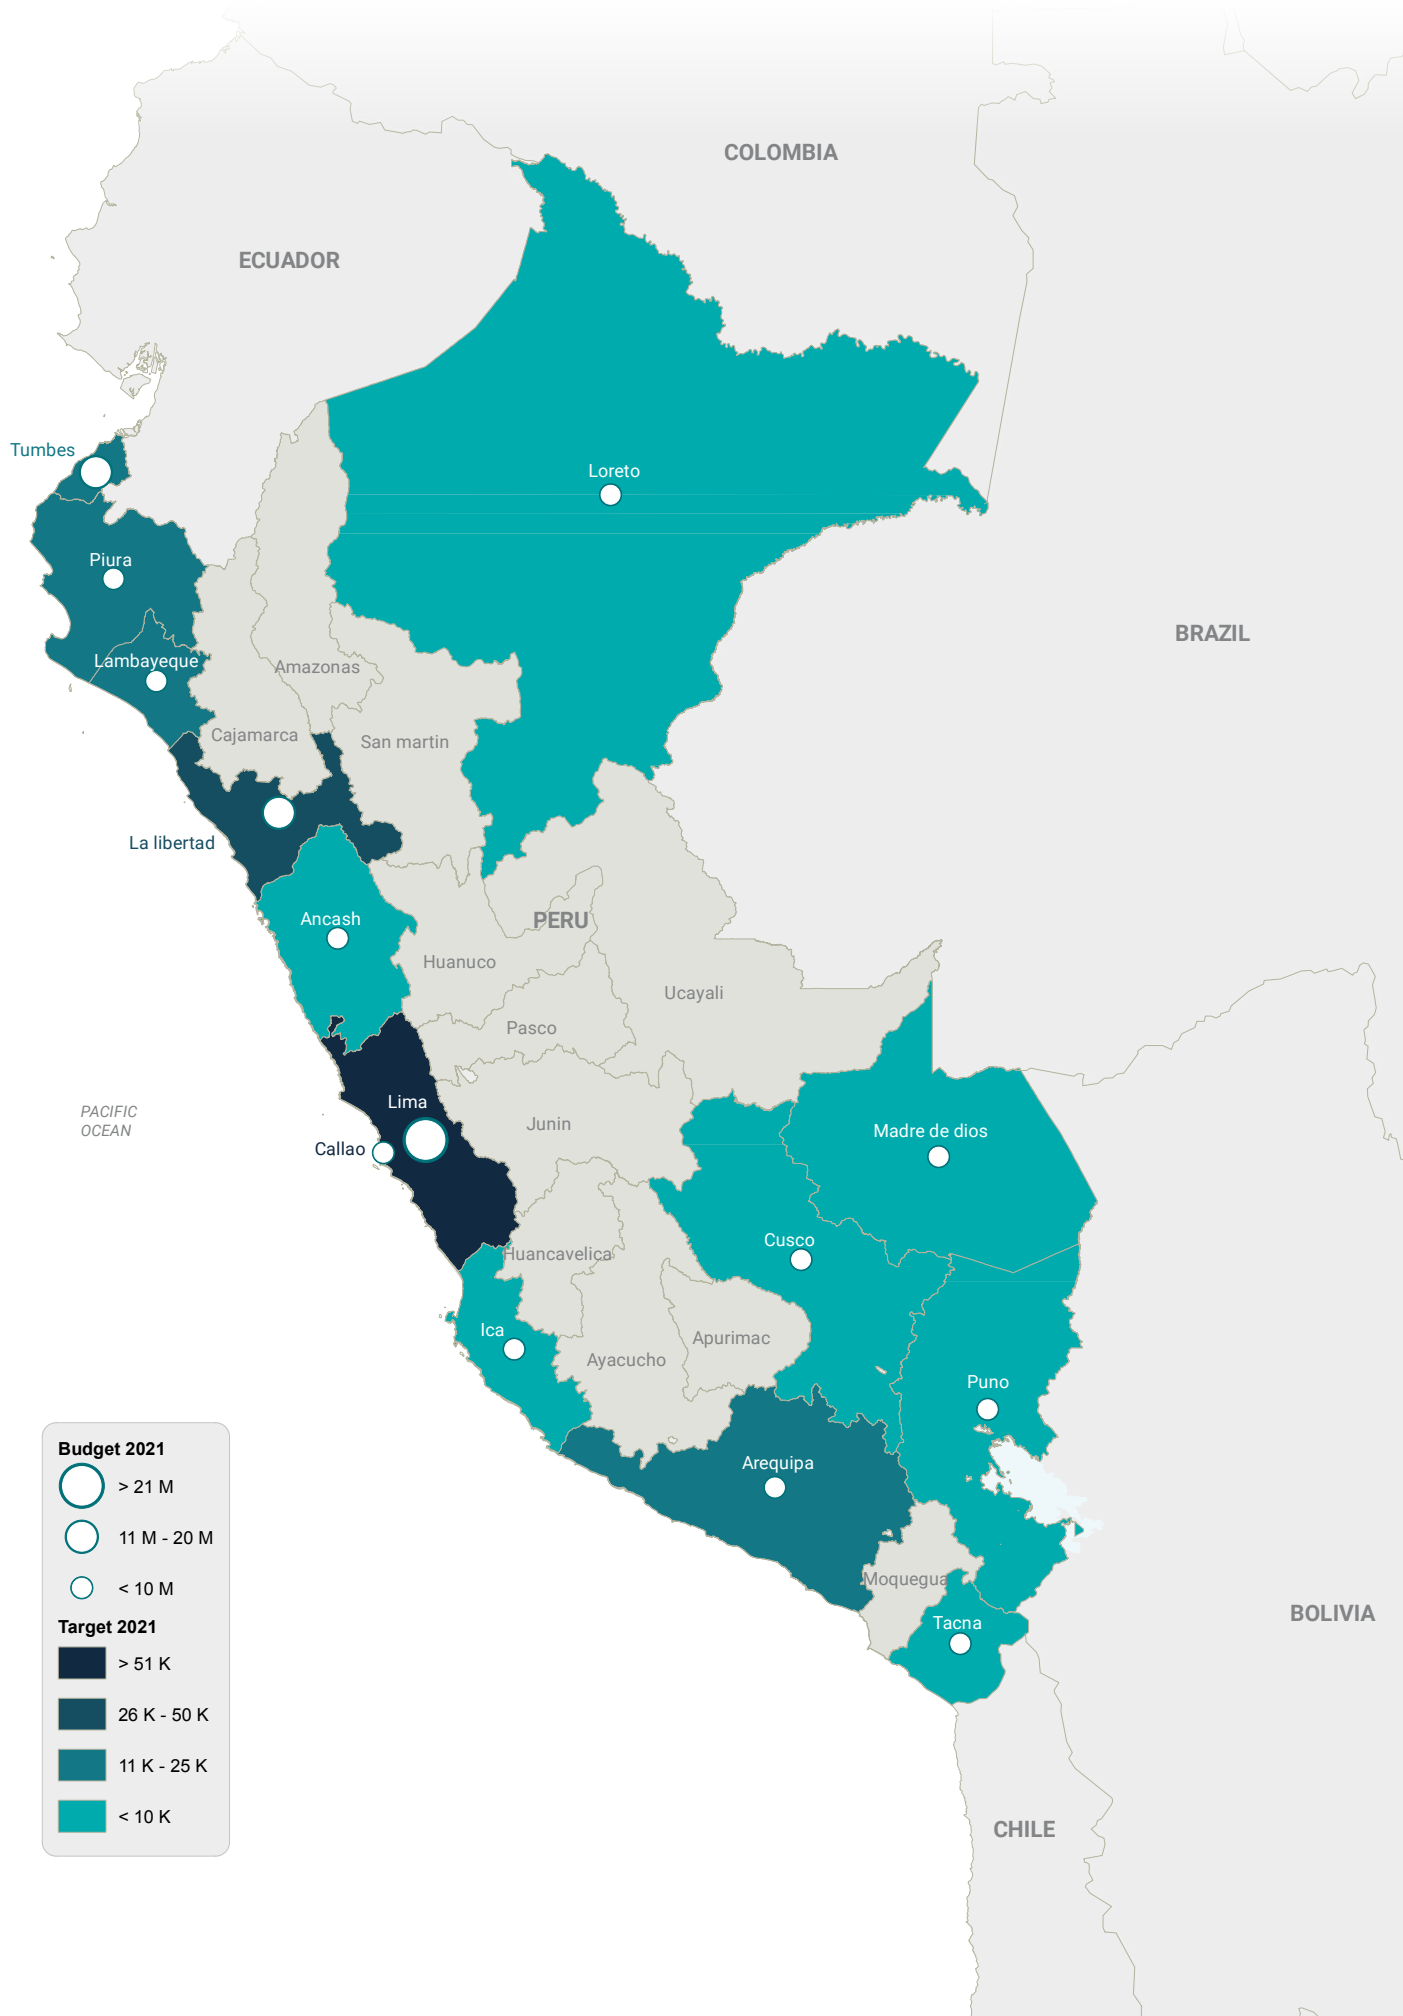 COLOMBIA
ECUADOR
Tumbes
Loreto
Piura
BRAZIL
Lambayeque
Amazonas
Cajamarca
San martin
La libertad
Ancash
PERU
Huanuco
Ucayali
Pasco
Lima
PACIFIC
OCEAN
Junin
Madre de dios
Callao
Cusco
Huancavelica
Ica
Apurimac
Ayacucho
Puno
Arequipa
Moquegua
Tacna
BOLIVIA
CHILE
Budget 2021
> 21 M
11 M - 20 M
< 10 M
Target 2021
> 51 K
26 K - 50 K
11 K - 25 K
< 10 K